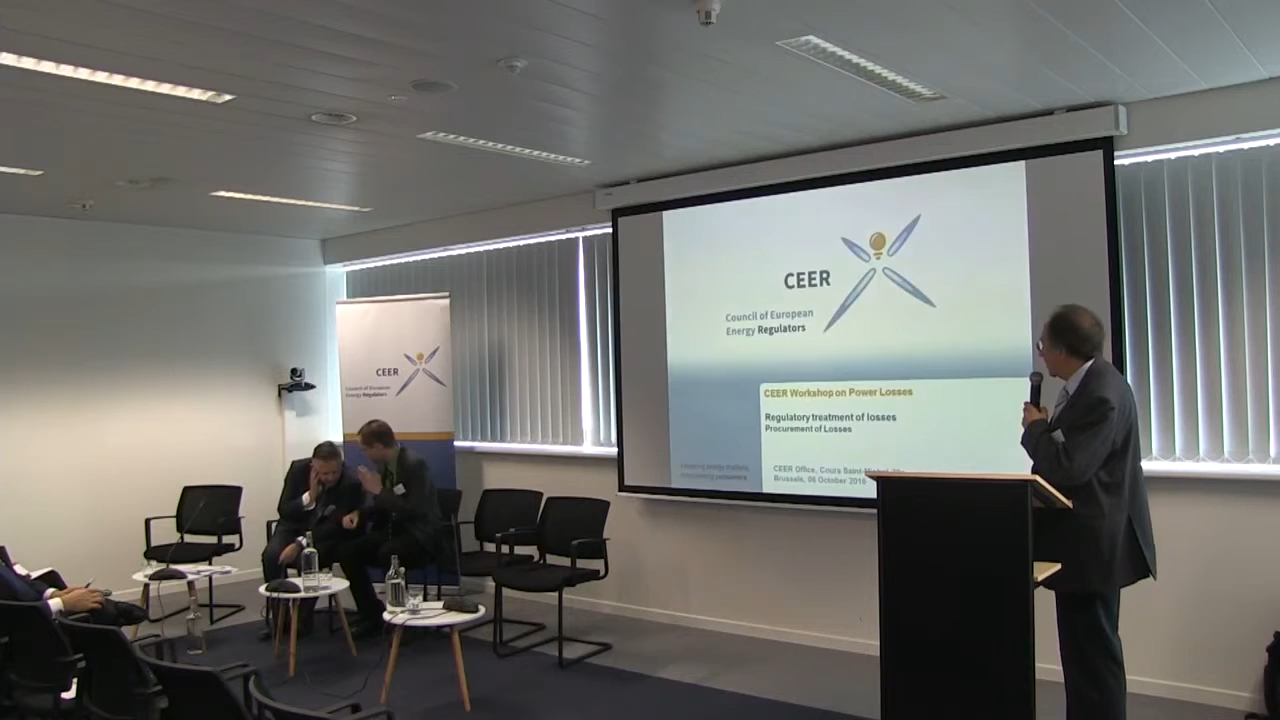 CEER
Council of European
Energy Regulators
CEER Workshop on Power Losses
Regulatory treatment of losses
Procurement of Losses
CEER Office, Cours Saint-Michel
Brussels, 06 October 2016
CEER
Council of European
Energy Regulators